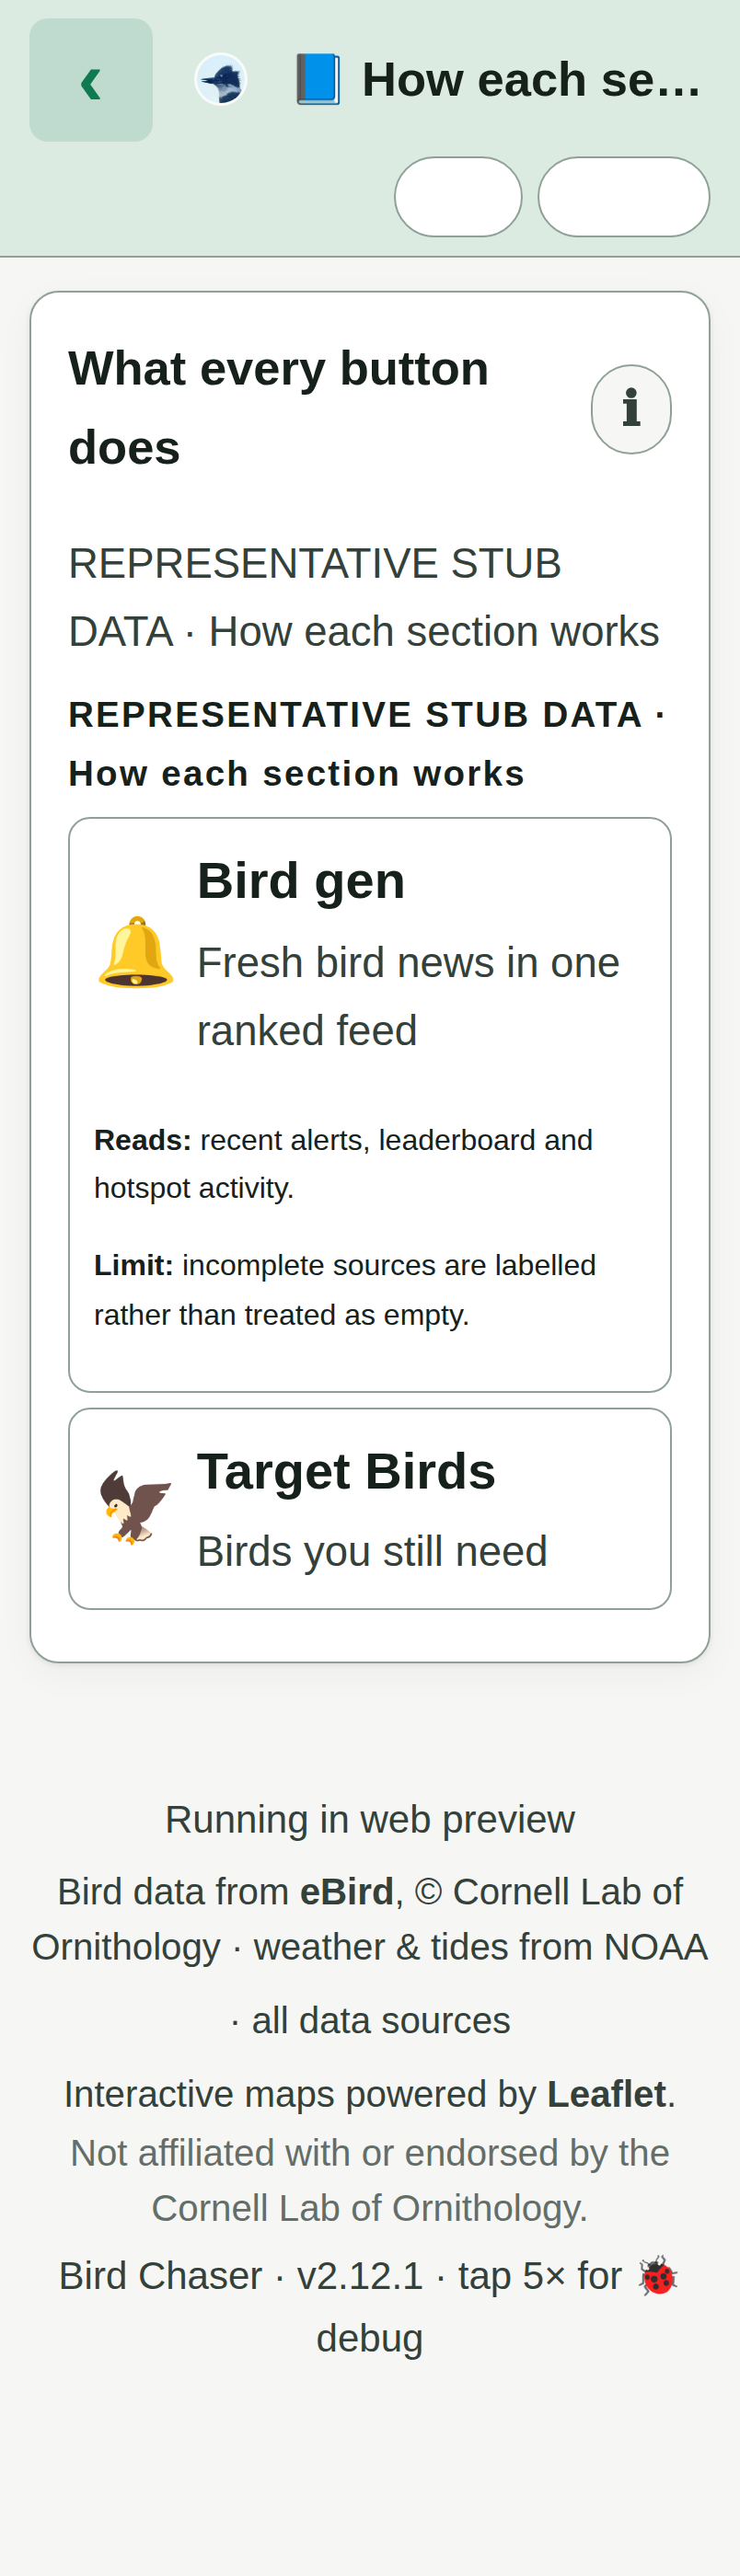 ‹ 📘 How each se…
What every button
does
ℹ
REPRESENTATIVE STUB
DATA · How each section works
REPRESENTATIVE STUB DATA ·
How each section works
🔔 Bird gen
Fresh bird news in one
ranked feed
Reads: recent alerts, leaderboard and
hotspot activity.
Limit: incomplete sources are labelled
rather than treated as empty.
🦅 Target Birds
Birds you still need
Running in web preview
Bird data from eBird, © Cornell Lab of
Ornithology · weather & tides from NOAA
· all data sources
Interactive maps powered by Leaflet.
Not affiliated with or endorsed by the
Cornell Lab of Ornithology.
Bird Chaser · v2.12.1 · tap 5× for 🐞
debug